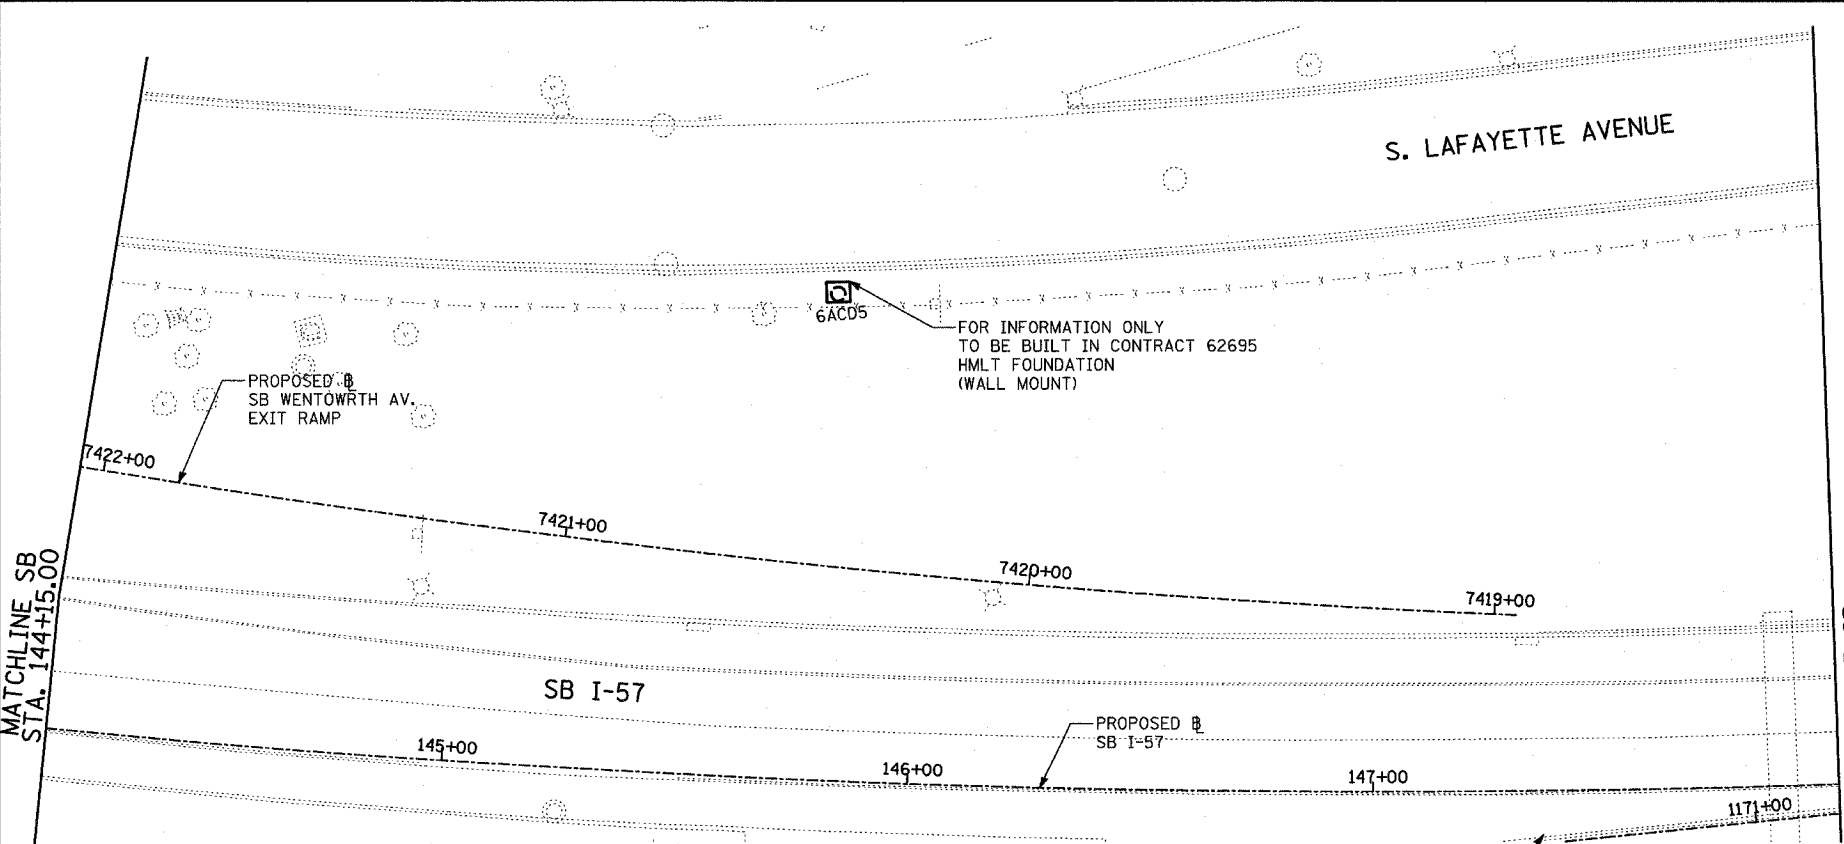 S. LAFAYETTE AVENUE
6ACD5
FOR INFORMATION ONLY
TO BE BUILT IN CONTRACT 62695
HMLT FOUNDATION
(WALL MOUNT)
PROPOSED ⅊
SB WENTOWRTH AV.
EXIT RAMP
7422+00
7421+00
7420+00
7419+00
MATCHLINE SB
STA. 144+15.00
SB I-57
PROPOSED ⅊
SB I-57
145+00
146+00
147+00
1171+00